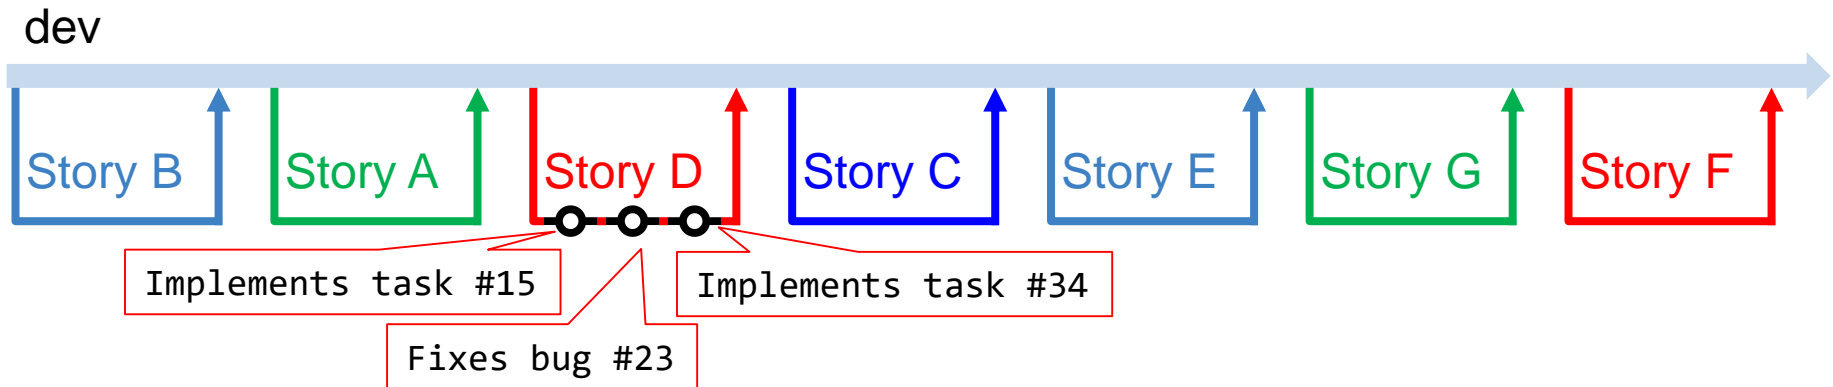 dev
Story B
Story A
Story D
Story C
Story E
Story G
Story F
Implements task #15
Implements task #34
Fixes bug #23